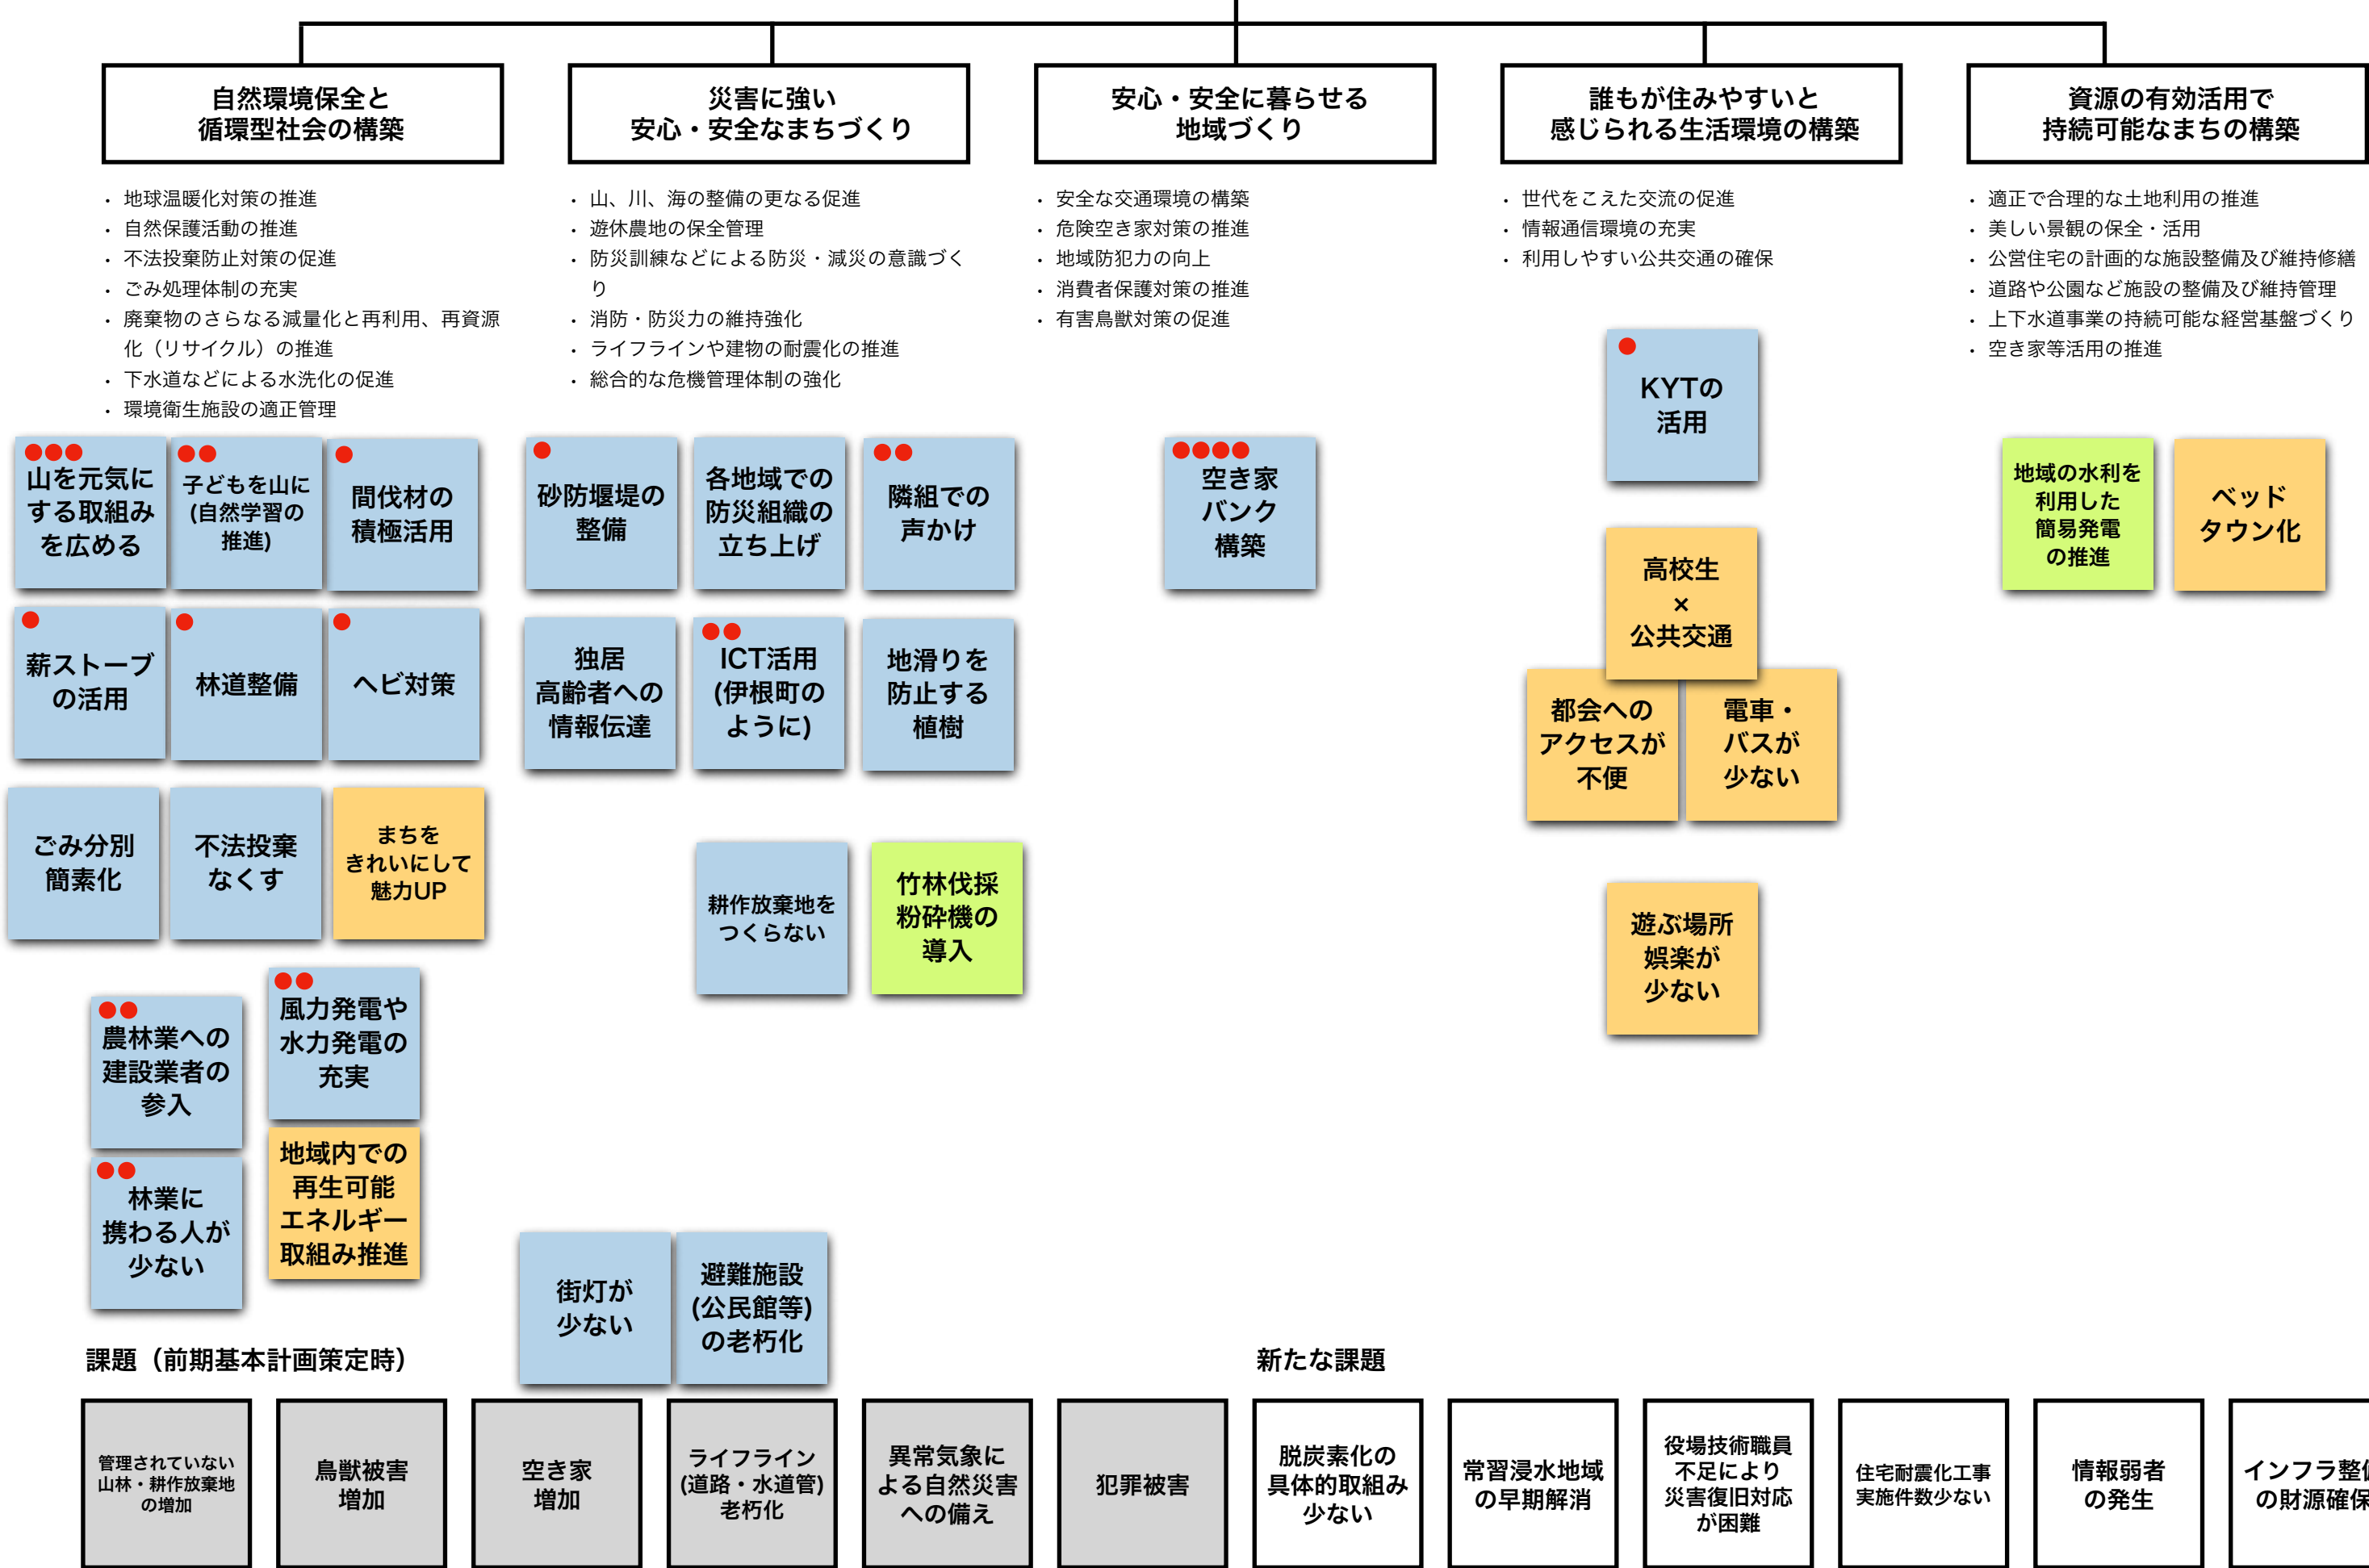 自然環境保全と
循環型社会の構築
・ 地球温暖化対策の推進
・ 自然保護活動の推進
・ 不法投棄防止対策の促進
・ ごみ処理体制の充実
・ 廃棄物のさらなる減量化と再利用、再資源
化（リサイクル）の推進
・ 下水道などによる水洗化の促進
・ 環境衛生施設の適正管理
災害に強い
安心・安全なまちづくり
・ 山、川、海の整備の更なる促進
・ 遊休農地の保全管理
・ 防災訓練などによる防災・減災の意識づく
り
・ 消防・防災力の維持強化
・ ライフラインや建物の耐震化の推進
・ 総合的な危機管理体制の強化
安心・安全に暮らせる
地域づくり
・ 安全な交通環境の構築
・ 危険空き家対策の推進
・ 地域防犯力の向上
・ 消費者保護対策の推進
・ 有害鳥獣対策の促進
誰もが住みやすいと
感じられる生活環境の構築
・ 世代をこえた交流の促進
・ 情報通信環境の充実
・ 利用しやすい公共交通の確保
資源の有効活用で
持続可能なまちの構築
・ 適正で合理的な土地利用の推進
・ 美しい景観の保全・活用
・ 公営住宅の計画的な施設整備及び維持修繕
・ 道路や公園など施設の整備及び維持管理
・ 上下水道事業の持続可能な経営基盤づくり
・ 空き家等活用の推進
山を元気に
する取組み
を広める
子どもを山に
(自然学習の
推進)
間伐材の
積極活用
薪ストーブ
の活用
林道整備
ヘビ対策
ごみ分別
簡素化
不法投棄
なくす
まちを
きれいにして
魅力UP
農林業への
建設業者の
参入
風力発電や
水力発電の
充実
林業に
携わる人が
少ない
地域内での
再生可能
エネルギー
取組み推進
砂防堰堤の
整備
各地域での
防災組織の
立ち上げ
隣組での
声かけ
独居
高齢者への
情報伝達
ICT活用
(伊根町の
ように)
地滑りを
防止する
植樹
耕作放棄地を
つくらない
竹林伐採
粉砕機の
導入
街灯が
少ない
避難施設
(公民館等)
の老朽化
空き家
バンク
構築
KYTの
活用
高校生
×
公共交通
都会への
アクセスが
不便
電車・
バスが
少ない
遊ぶ場所
娯楽が
少ない
地域の水利を
利用した
簡易発電
の推進
ベッド
タウン化
課題（前期基本計画策定時）
管理されていない
山林・耕作放棄地
の増加
鳥獣被害
増加
空き家
増加
ライフライン
(道路・水道管)
老朽化
異常気象に
よる自然災害
への備え
犯罪被害
新たな課題
脱炭素化の
具体的取組み
少ない
常習浸水地域
の早期解消
役場技術職員
不足により
災害復旧対応
が困難
住宅耐震化工事
実施件数少ない
情報弱者
の発生
インフラ整
の財源確保